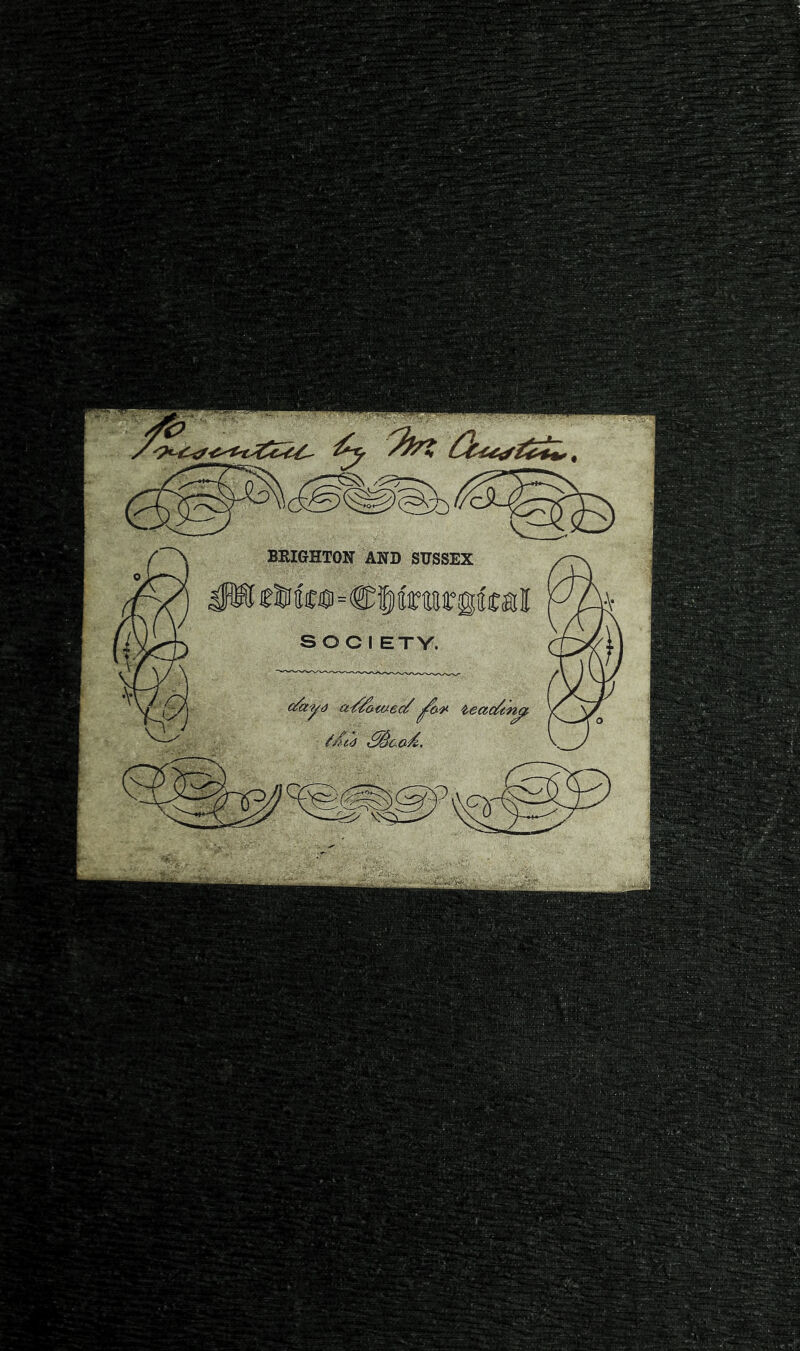 Presented by Mr Austin.
BRIGHTON AND SUSSEX
Medico=Chirurgical
SOCIETY.
days allowed for reading
this Book.